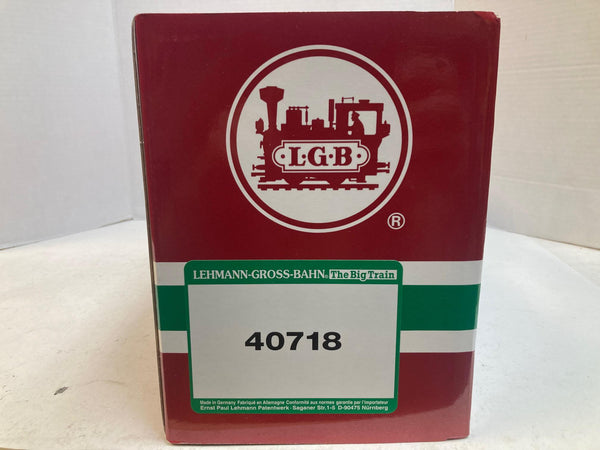 ·L·G·B·
®
LEHMANN-GROSS-BAHN® The Big Train
40718
Made in Germany Fabriqué en Allemagne Conformité aux normes garantie par l'importateur
Ernst Paul Lehmann Patentwerk · Saganer Str. 1-5 D-90475 Nürnberg